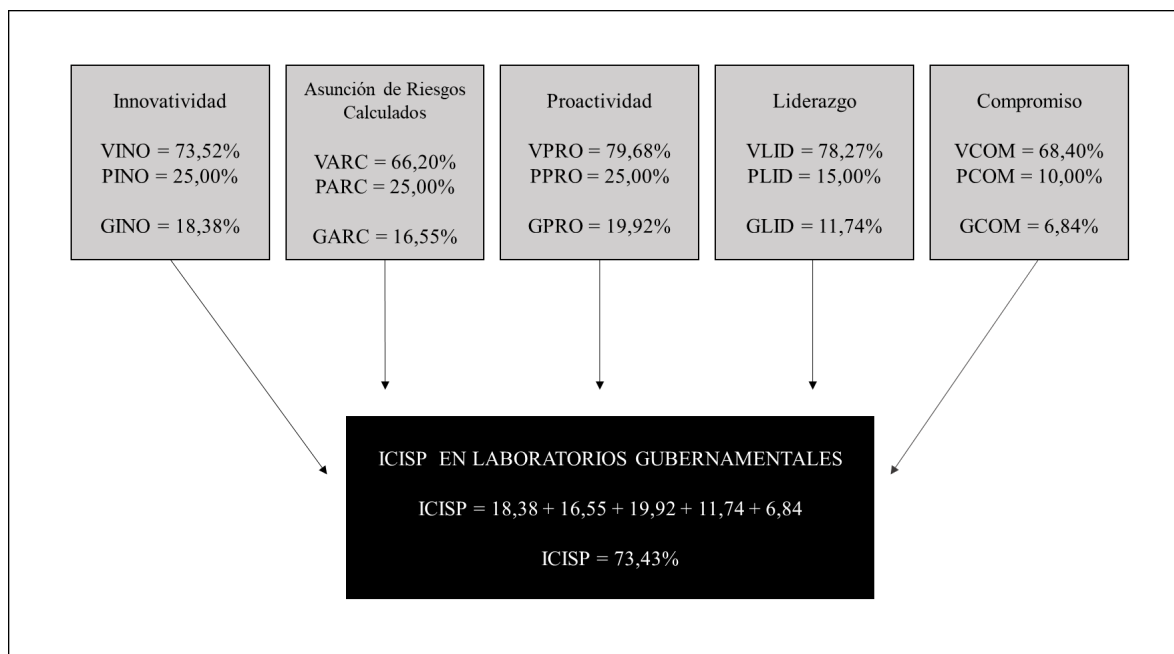 Innovatividad
VINO = 73,52%
PINO = 25,00%
GINO = 18,38%
Asunción de Riesgos
Calculados
VARC = 66,20%
PARC = 25,00%
GARC = 16,55%
Proactividad
VPRO = 79,68%
PPRO = 25,00%
GPRO = 19,92%
Liderazgo
VLID = 78,27%
PLID = 15,00%
GLID = 11,74%
Compromiso
VCOM = 68,40%
PCOM = 10,00%
GCOM = 6,84%
ICISP EN LABORATORIOS GUBERNAMENTALES
ICISP = 18,38 + 16,55 + 19,92 + 11,74 + 6,84
ICISP = 73,43%